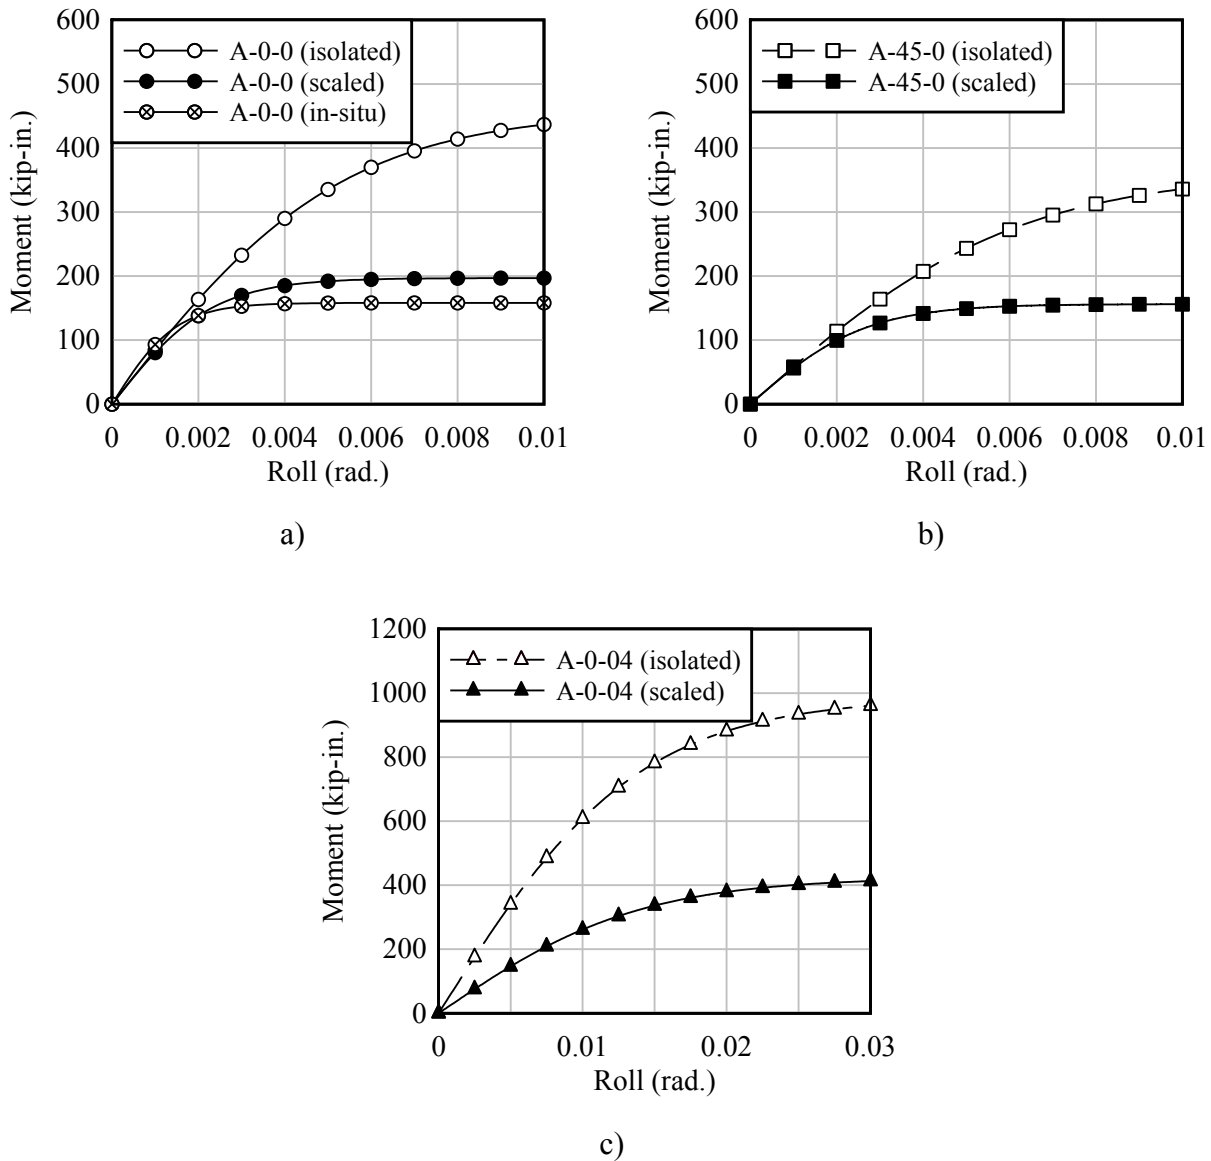 600
500
400
300
200
100
0
Moment (kip-in.)
A-0-0 (isolated)
A-0-0 (scaled)
A-0-0 (in-situ)
0 0.002 0.004 0.006 0.008 0.01
Roll (rad.)
a)
600
500
400
300
200
100
0
Moment (kip-in.)
A-45-0 (isolated)
A-45-0 (scaled)
0 0.002 0.004 0.006 0.008 0.01
Roll (rad.)
b)
1200
1000
800
600
400
200
0
Moment (kip-in.)
A-0-04 (isolated)
A-0-04 (scaled)
0 0.01 0.02 0.03
Roll (rad.)
c)